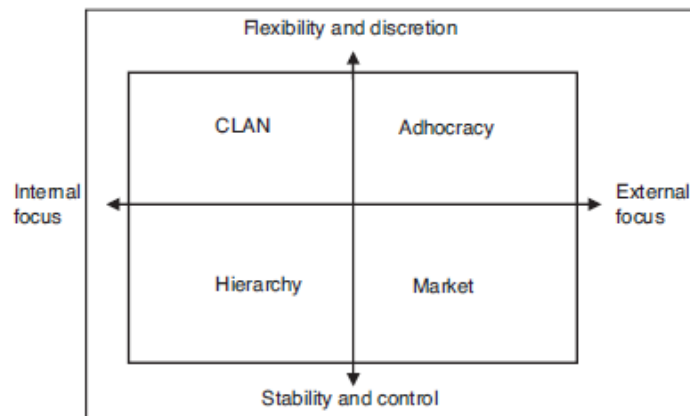 Flexibility and discretion
CLAN
Adhocracy
Internal
focus
External
focus
Hierarchy
Market
Stability and control